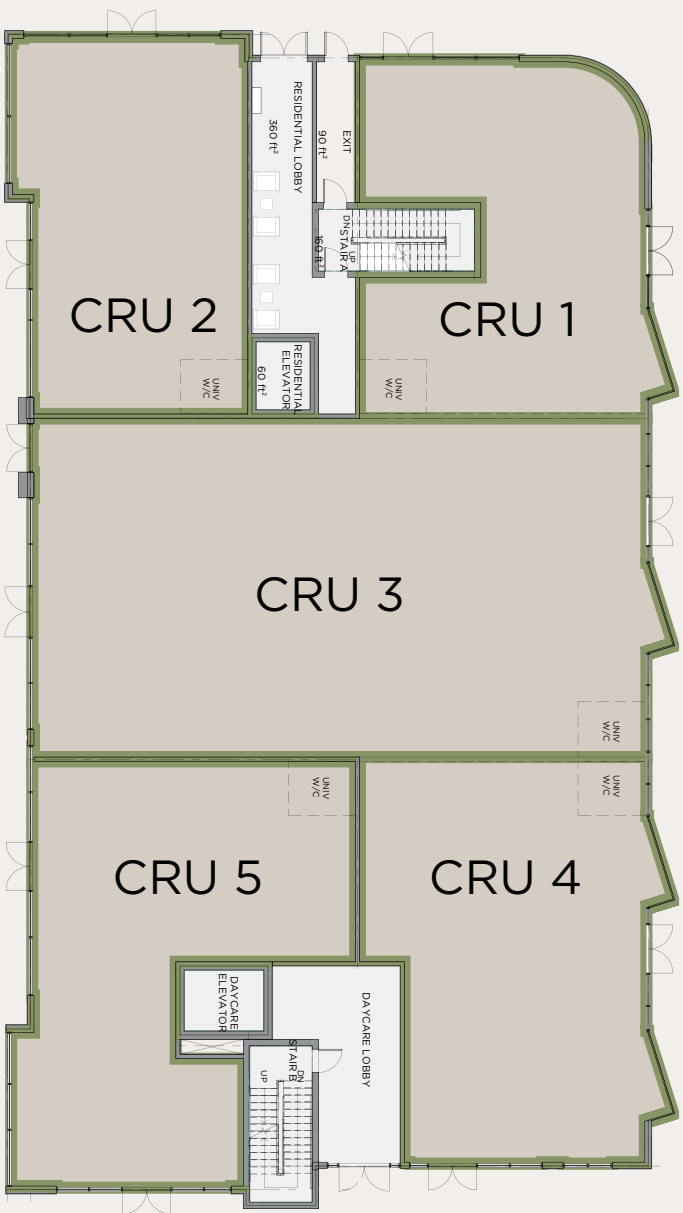 RESIDENTIAL LOBBY
360 ft²
EXIT
90 ft²
DN
STAIR A
UP
160 ft²
CRU 2
CRU 1
RESIDENTIAL
ELEVATOR
60 ft²
UNIV
W/C
UNIV
W/C
CRU 3
UNIV
W/C
UNIV
W/C
UNIV
W/C
CRU 5
CRU 4
DAYCARE
ELEVATOR
DAYCARE LOBBY
STAIR B
DN
UP